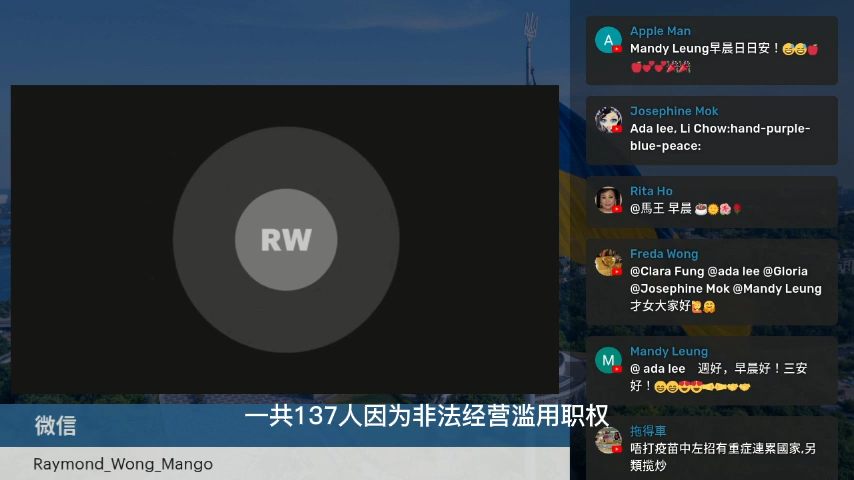 RW
一共137人因为非法经营滥用职权
微信
Raymond_Wong_Mango
Apple Man
Mandy Leung早晨日日安！😅😅🍎
🍎💕💕🎉🎉
Josephine Mok
Ada lee, Li Chow:hand-purple-
blue-peace:
Rita Ho
@馬王 早晨 ☕🌞🌸🌹
Freda Wong
@Clara Fung @ada lee @Gloria
@Josephine Mok @Mandy Leung
才女大家好🙋🤗
Mandy Leung
@ ada lee 週好，早晨好！三安
好！😄😄😍😍👍👍🤝🤝
拖得車
唔打疫苗中左招有重症連累國家,另
類攬炒